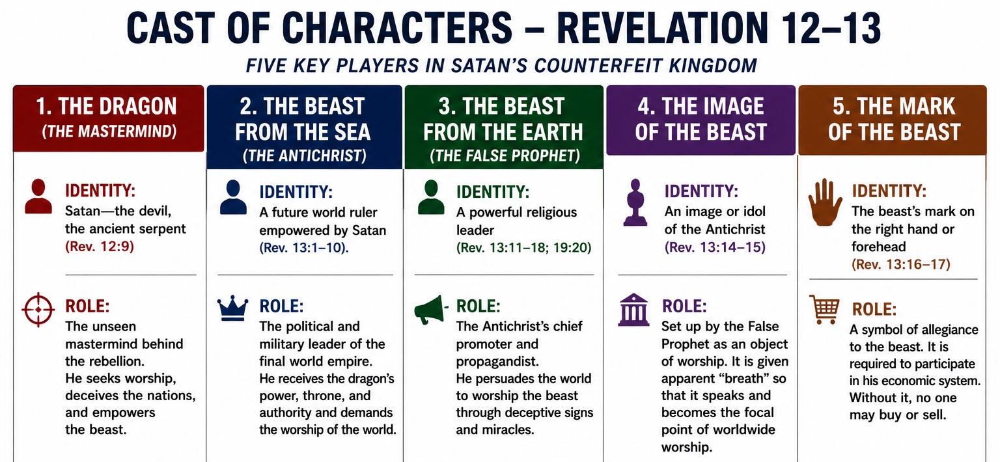 CAST OF CHARACTERS – REVELATION 12–13
FIVE KEY PLAYERS IN SATAN'S COUNTERFEIT KINGDOM
1. THE DRAGON
(THE MASTERMIND)
IDENTITY:
Satan—the devil,
the ancient serpent
(Rev. 12:9)
ROLE:
The unseen
mastermind behind
the rebellion.
He seeks worship,
deceives the nations,
and empowers
the beast.
2. THE BEAST
FROM THE SEA
(THE ANTICHRIST)
IDENTITY:
A future world ruler
empowered by Satan
(Rev. 13:1–10).
ROLE:
The political and
military leader of the
final world empire.
He receives the dragon's
power, throne, and
authority and demands
the worship of the world.
3. THE BEAST
FROM THE EARTH
(THE FALSE PROPHET)
IDENTITY:
A powerful religious
leader
(Rev. 13:11–18; 19:20)
ROLE:
The Antichrist's chief
promoter and
propagandist.
He persuades the world
to worship the beast
through deceptive signs
and miracles.
4. THE IMAGE
OF THE BEAST
IDENTITY:
An image or idol
of the Antichrist
(Rev. 13:14–15)
ROLE:
Set up by the False
Prophet as an object
of worship. It is given
apparent “breath” so
that it speaks and
becomes the focal
point of worldwide
worship.
5. THE MARK
OF THE BEAST
IDENTITY:
The beast's mark on
the right hand or
forehead
(Rev. 13:16–17)
ROLE:
A symbol of allegiance
to the beast. It is
required to participate
in his economic system.
Without it, no one
may buy or sell.